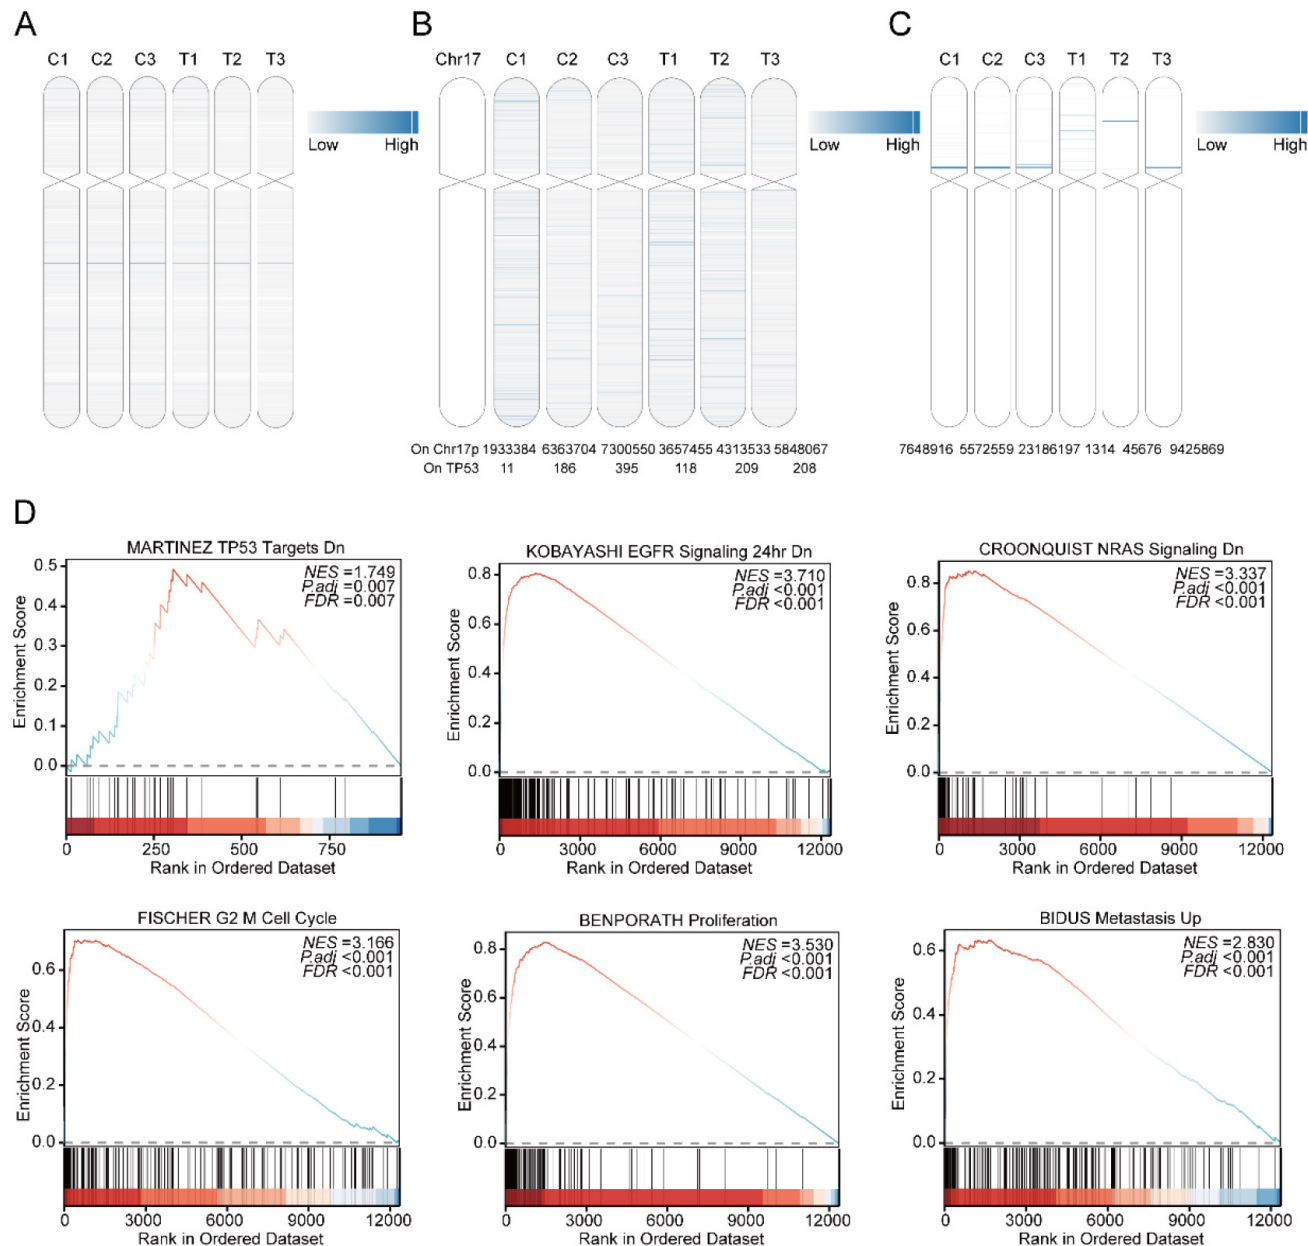 A
B
C
C1 C2 C3 T1 T2 T3
Chr17 C1 C2 C3 T1 T2 T3
C1 C2 C3 T1 T2 T3
Low High
Low High
Low High
On Chr17p 1933384 6363704 7300550 3657455 4313533 5848067
On TP53 11 186 395 118 209 208
7648916 5572559 23186197 1314 45676 9425869
D
MARTINEZ TP53 Targets Dn
NES =1.749
P.adj =0.007
FDR =0.007
Enrichment Score
0.5
0.4
0.3
0.2
0.1
0.0
0 250 500 750
Rank in Ordered Dataset
KOBAYASHI EGFR Signaling 24hr Dn
NES =3.710
P.adj <0.001
FDR <0.001
Enrichment Score
0.8
0.6
0.4
0.2
0.0
0 3000 6000 9000 12000
Rank in Ordered Dataset
CROONQUIST NRAS Signaling Dn
NES =3.337
P.adj <0.001
FDR <0.001
Enrichment Score
0.8
0.6
0.4
0.2
0.0
0 3000 6000 9000 12000
Rank in Ordered Dataset
FISCHER G2 M Cell Cycle
NES =3.166
P.adj <0.001
FDR <0.001
Enrichment Score
0.6
0.4
0.2
0.0
0 3000 6000 9000 12000
Rank in Ordered Dataset
BENPORATH Proliferation
NES =3.530
P.adj <0.001
FDR <0.001
Enrichment Score
0.8
0.6
0.4
0.2
0.0
0 3000 6000 9000 12000
Rank in Ordered Dataset
BIDUS Metastasis Up
NES =2.830
P.adj <0.001
FDR <0.001
Enrichment Score
0.6
0.4
0.2
0.0
0 3000 6000 9000 12000
Rank in Ordered Dataset